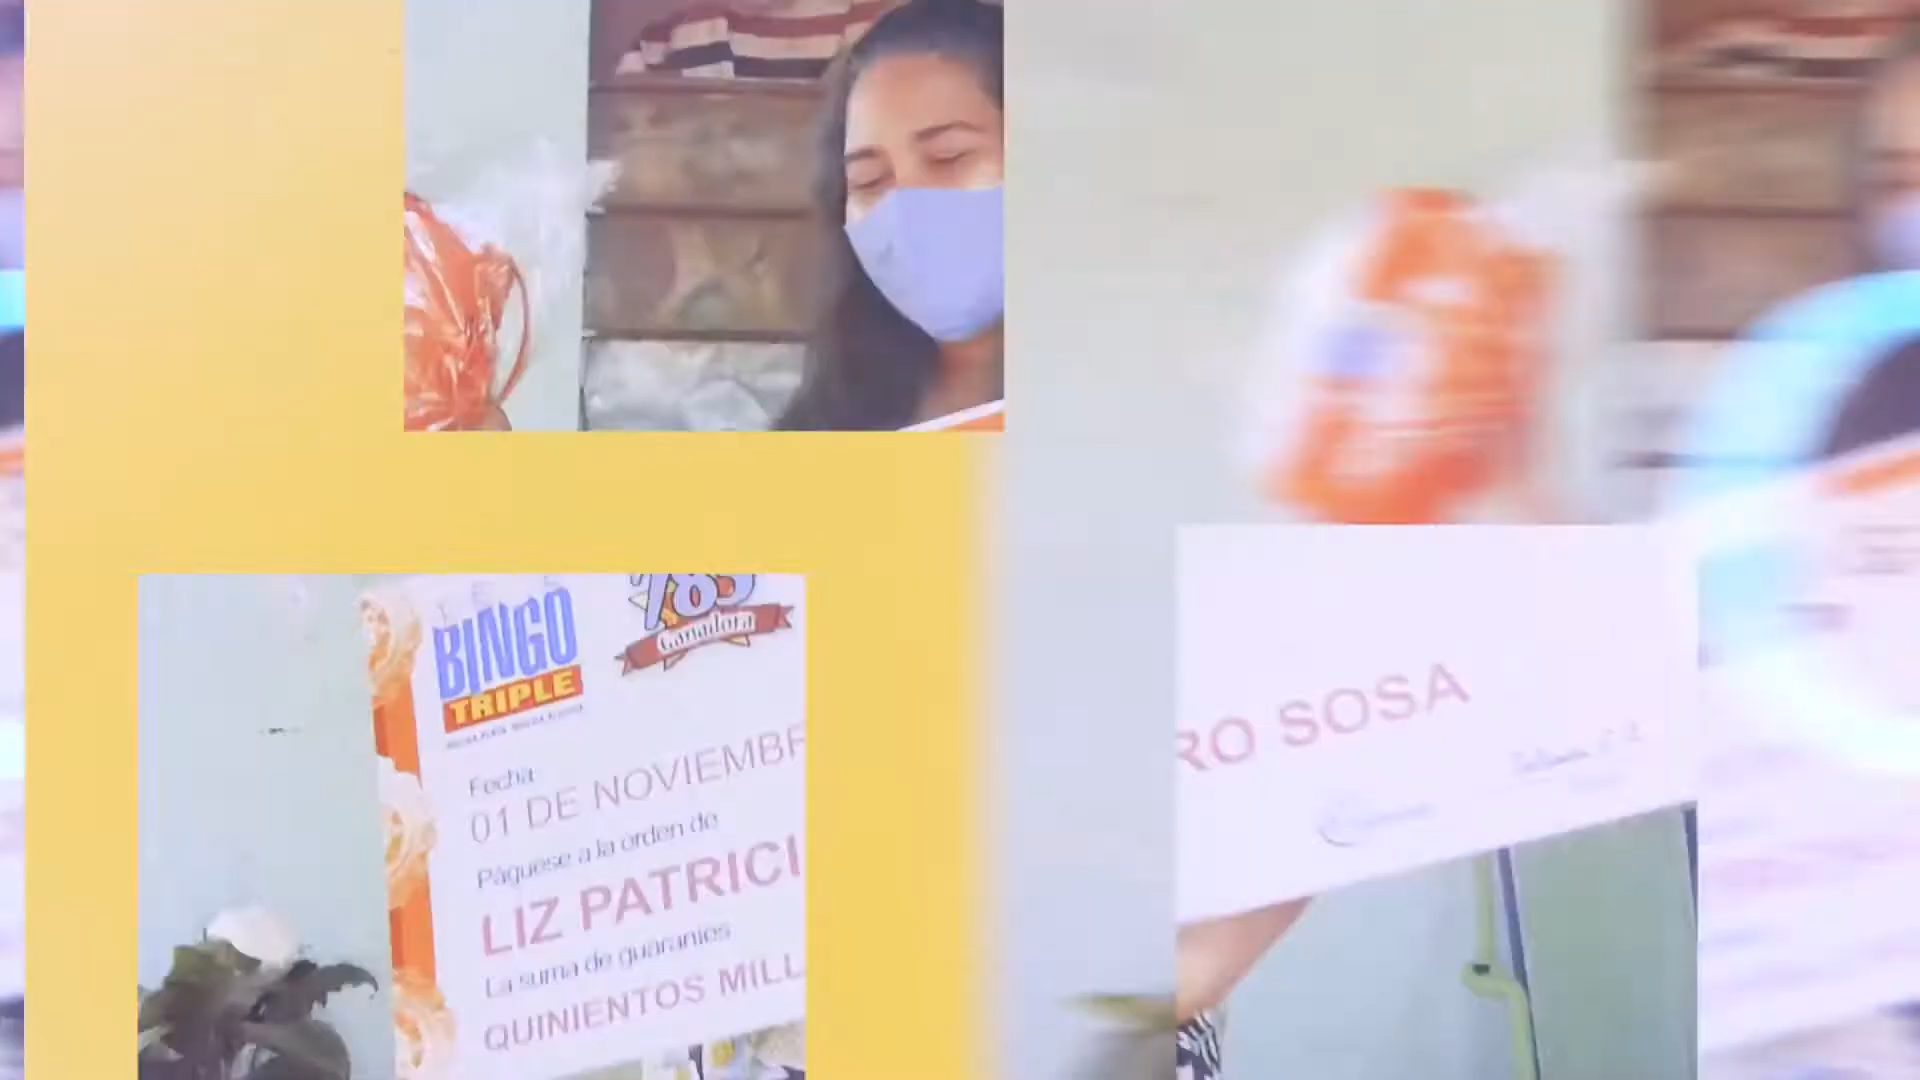 BINGO
TRIPLE
785
Ganadora
Fecha
01 DE NOVIEMBR
Páguese a la orden de
LIZ PATRICI
La suma de guaraníes
QUINIENTOS MILL
RO SOSA